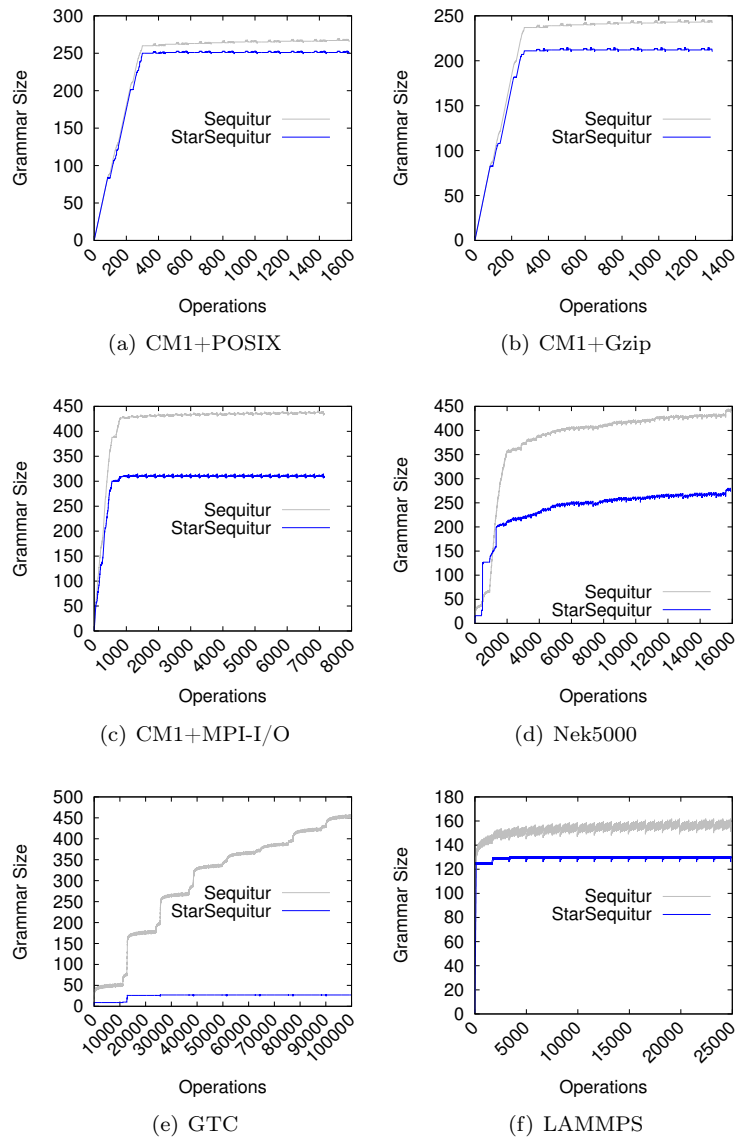 300
250
200
150
100
50
0
Grammar Size
Sequitur
StarSequitur
0 200 400 600 800 1000 1200 1400 1600
Operations
(a) CM1+POSIX
250
200
150
100
50
0
Grammar Size
Sequitur
StarSequitur
0 200 400 600 800 1000 1200 1400
Operations
(b) CM1+Gzip
450
400
350
300
250
200
150
100
50
0
Grammar Size
Sequitur
StarSequitur
0 1000 2000 3000 4000 5000 6000 7000 8000
Operations
(c) CM1+MPI-I/O
450
400
350
300
250
200
150
100
50
0
Grammar Size
Sequitur
StarSequitur
0 2000 4000 6000 8000 10000 12000 14000 16000
Operations
(d) Nek5000
500
450
400
350
300
250
200
150
100
50
0
Grammar Size
Sequitur
StarSequitur
0 10000 20000 30000 40000 50000 60000 70000 80000 90000 100000
Operations
(e) GTC
180
160
140
120
100
80
60
40
20
0
Grammar Size
Sequitur
StarSequitur
0 5000 10000 15000 20000 25000
Operations
(f) LAMMPS